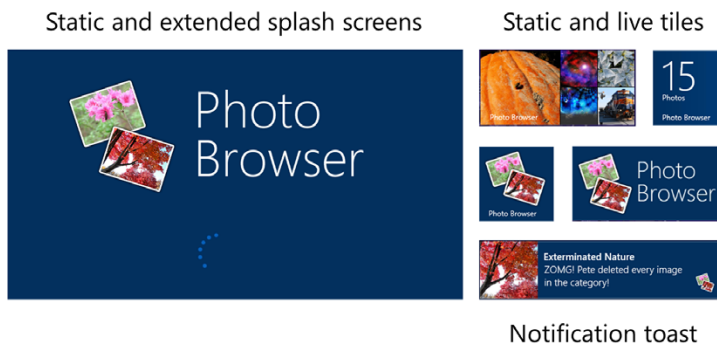 Static and extended splash screens
Static and live tiles
Photo
Browser
Photo Browser
15
Photos
Photo Browser
Photo Browser
Photo
Browser
Exterminated Nature
ZOMG! Pete deleted every image
in the category!
Notification toast